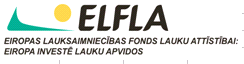 ELFLA
EIROPAS LAUKSAIMNIECĪBAS FONDS LAUKU ATTĪSTĪBAI:
EIROPA INVESTĒ LAUKU APVIDOS